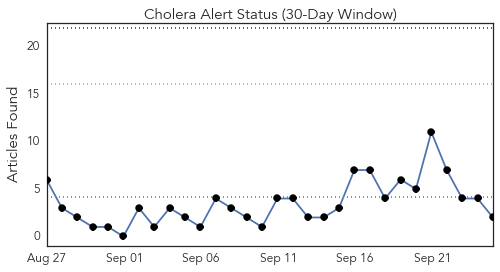 Cholera Alert Status (30-Day Window)
Articles Found
20
15
10
5
0
Aug 27 Sep 01 Sep 06 Sep 11 Sep 16 Sep 21